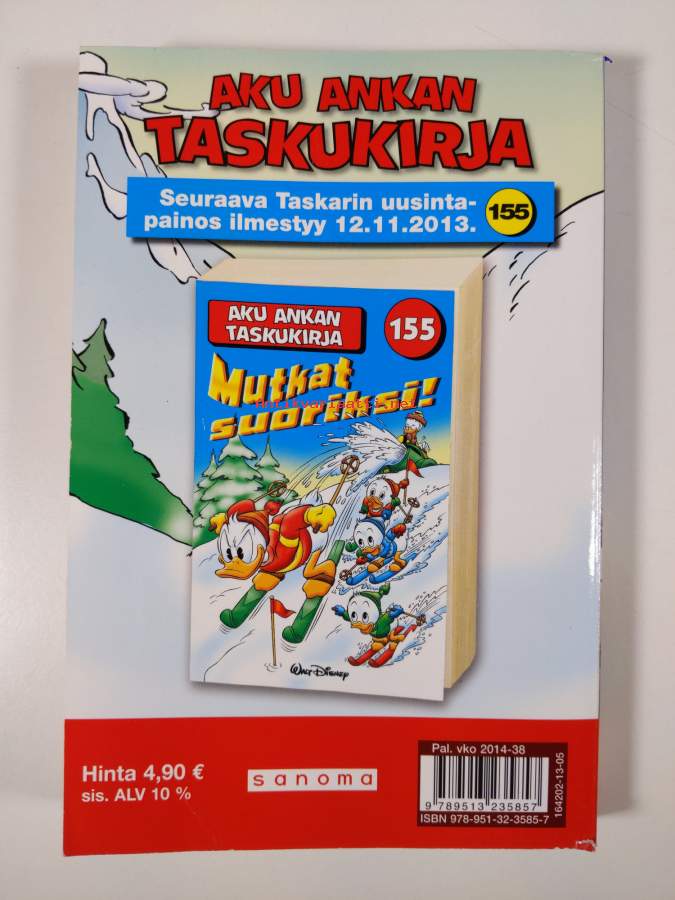 AKU ANKAN
TASKUKIRJA
Seuraava Taskarin uusinta-
painos ilmestyy 12.11.2013.
155
AKU ANKAN
TASKUKIRJA
155
Mutkat
suoriksi!
Antikvariaatti.net
WALT DISNEY
Hinta 4,90 €
sis. ALV 10 %
sanoma
Pal. vko 2014-38
9 789513 235857
ISBN 978-951-32-3585-7
164202-13-05